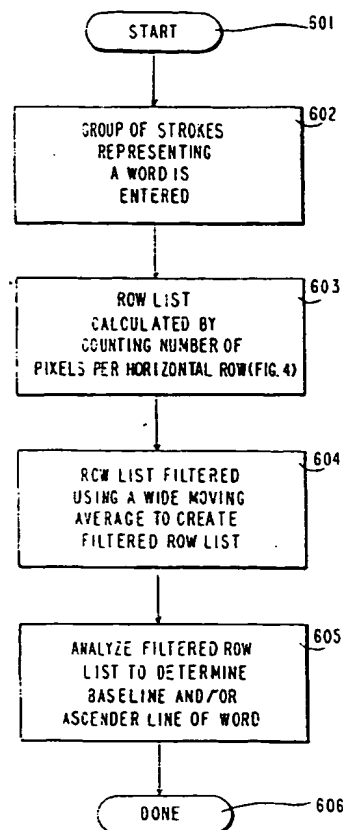 START
601
602
GROUP OF STROKES
REPRESENTING
A WORD IS
ENTERED
603
ROW LIST
CALCULATED BY
COUNTING NUMBER OF
PIXELS PER HORIZONTAL ROW(FIG. 4)
604
ROW LIST FILTERED
USING A WIDE MOVING
AVERAGE TO CREATE
FILTERED ROW LIST
605
ANALYZE FILTERED ROW
LIST TO DETERMINE
BASELINE AND/OR
ASCENDER LINE OF WORD
DONE
606